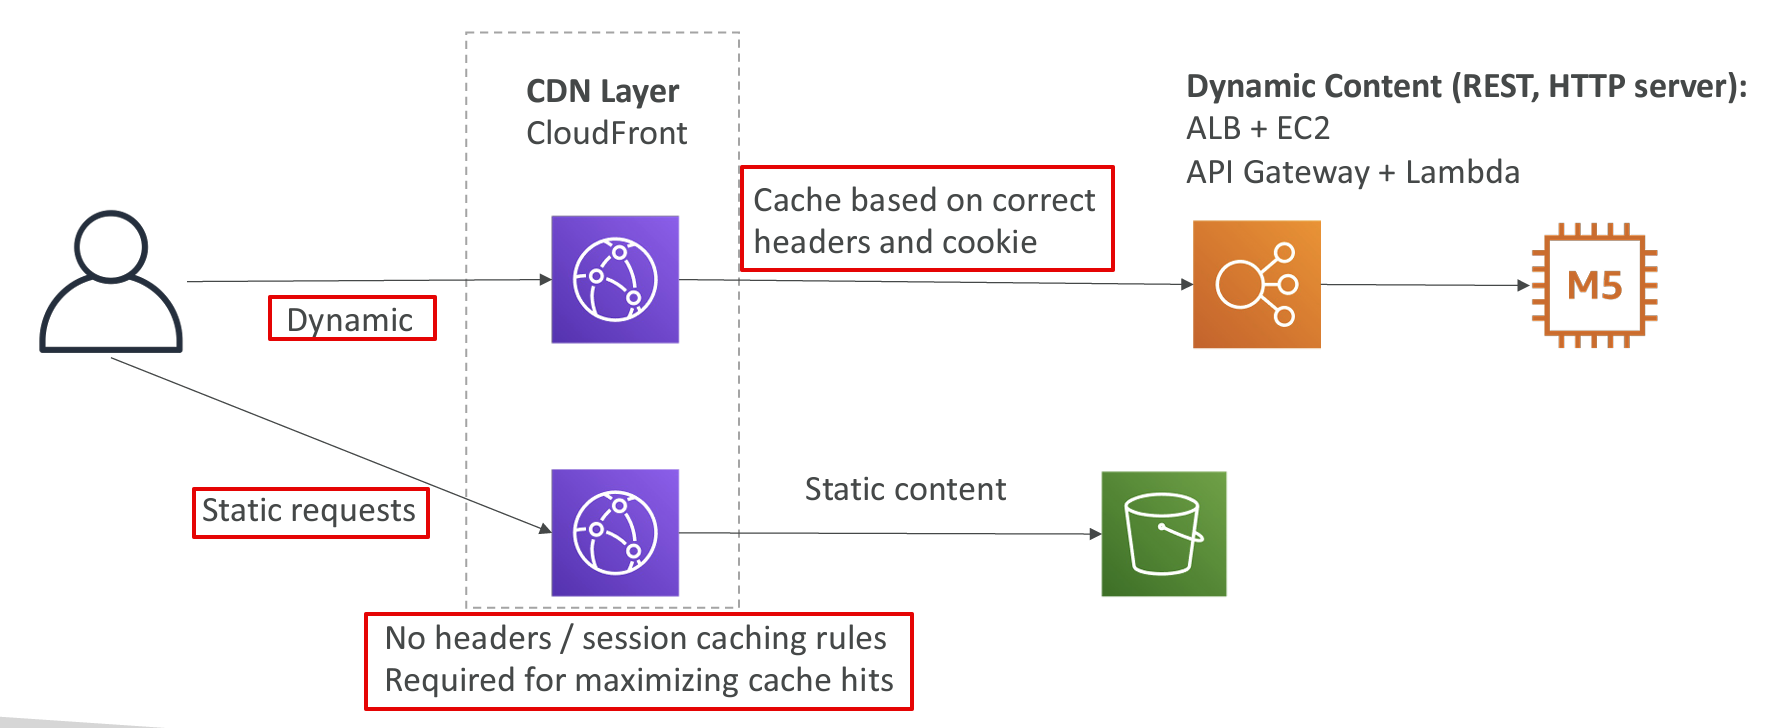 CDN Layer
CloudFront
Dynamic Content (REST, HTTP server):
ALB + EC2
API Gateway + Lambda
Cache based on correct
headers and cookie
Dynamic
M5
Static requests
Static content
No headers / session caching rules
Required for maximizing cache hits